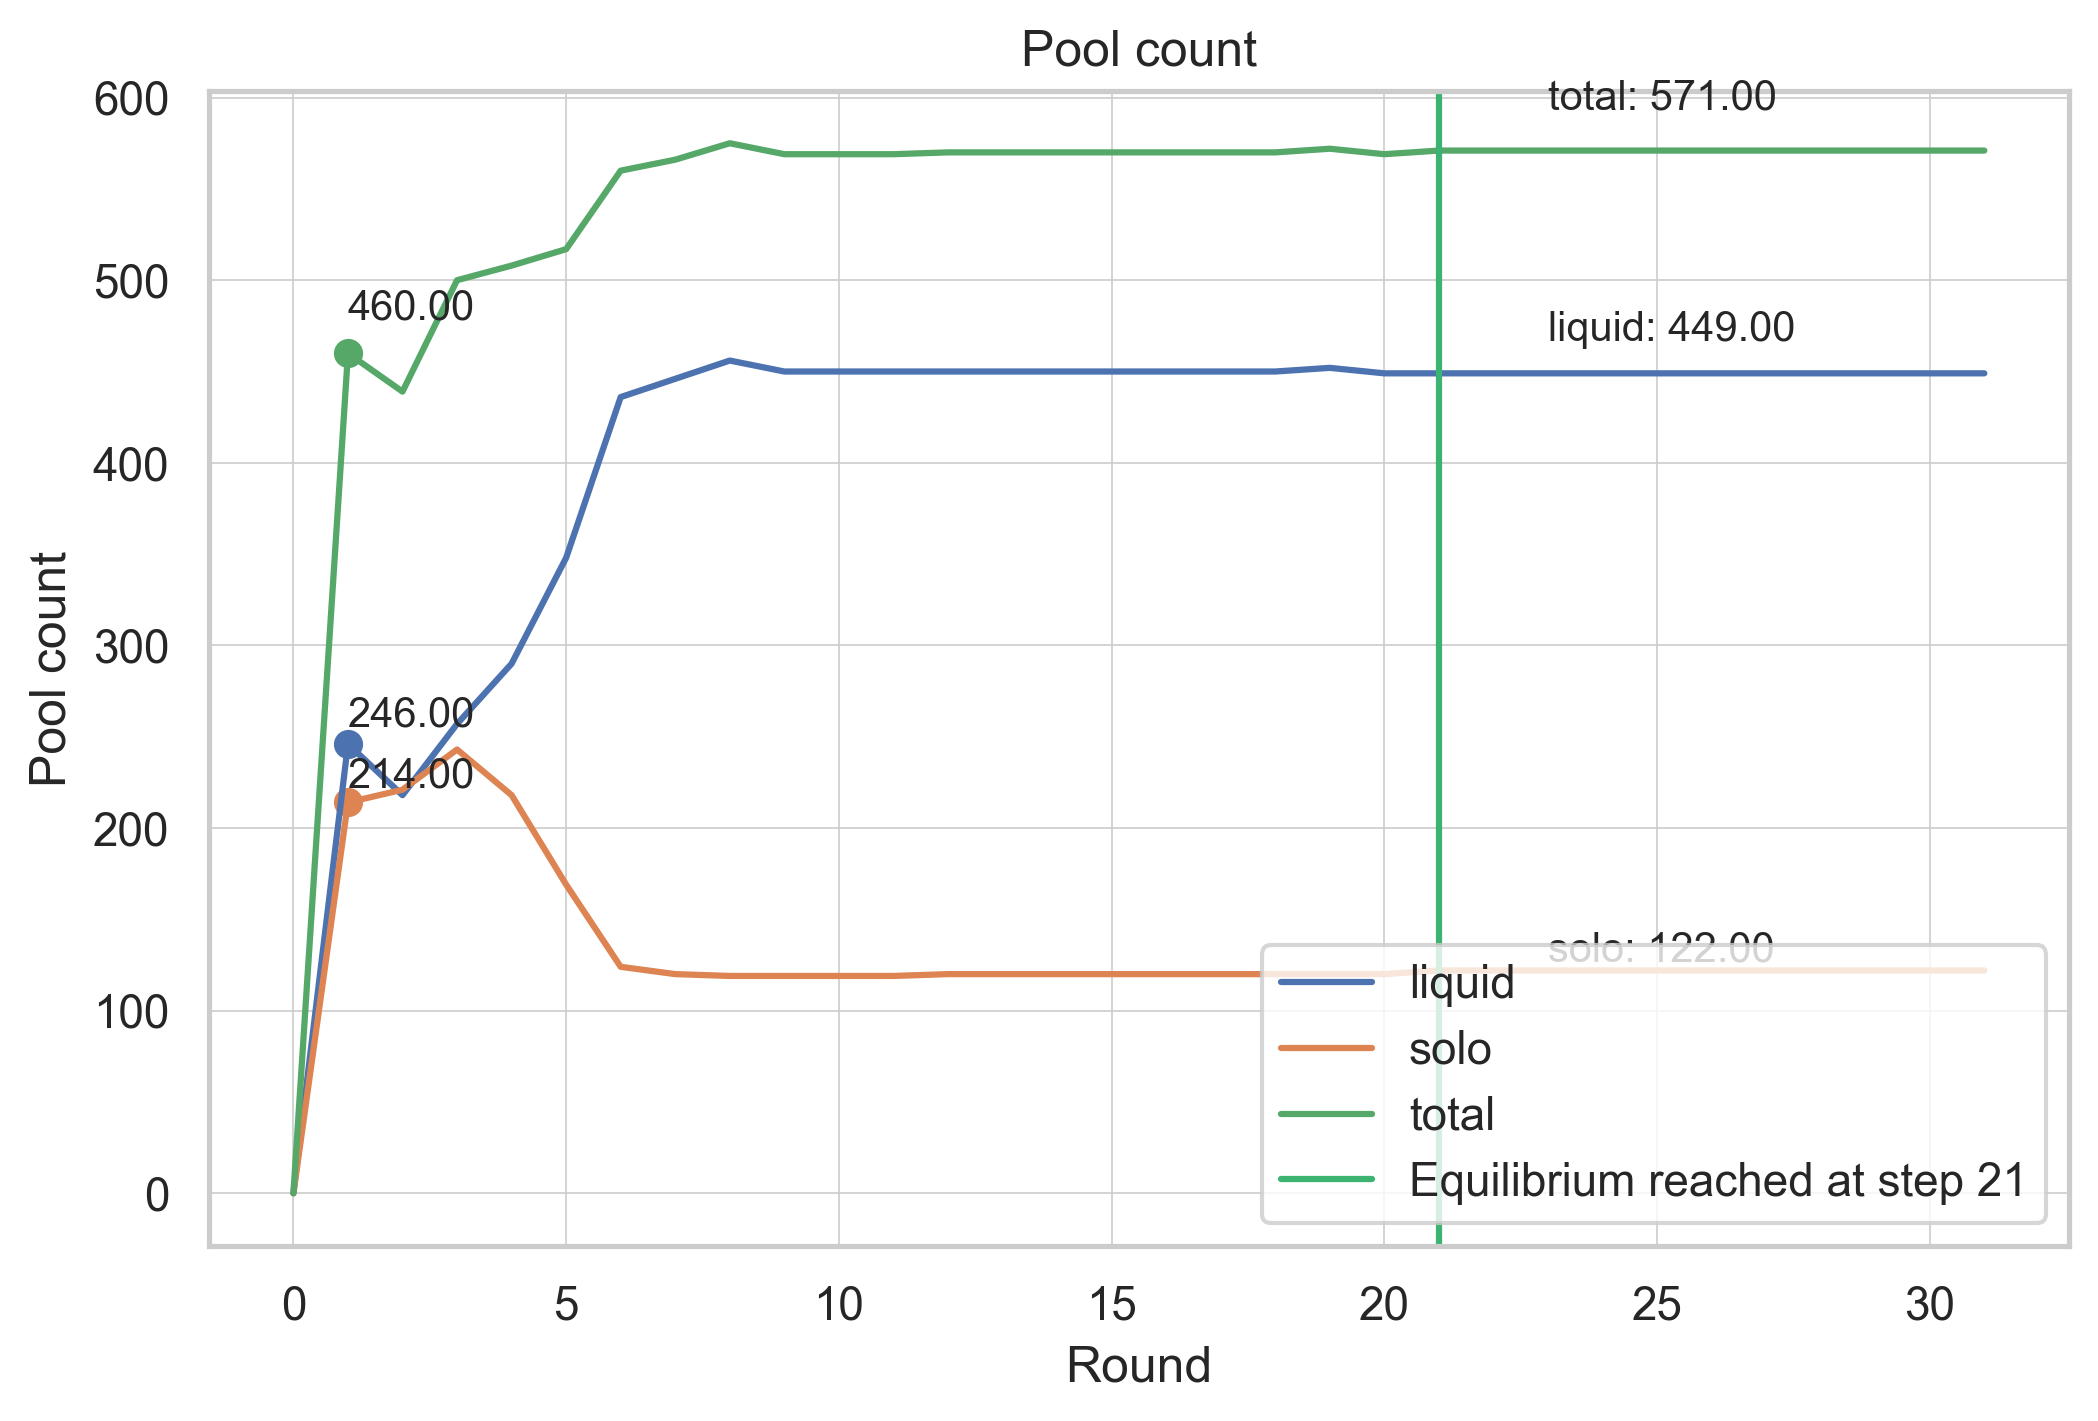 Pool count
600
500
400
300
200
100
0
Pool count
total: 571.00
460.00
liquid: 449.00
246.00
214.00
solo: 122.00
liquid
solo
total
Equilibrium reached at step 21
0 5 10 15 20 25 30
Round